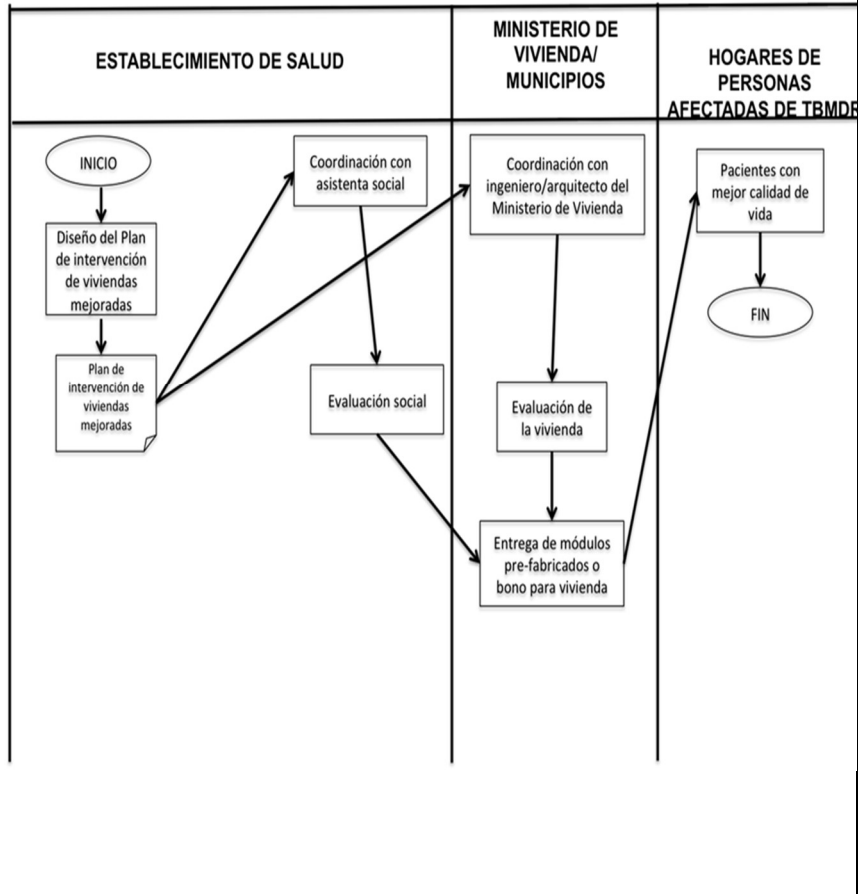 ESTABLECIMIENTO DE SALUD
MINISTERIO DE
VIVIENDA/
MUNICIPIOS
HOGARES DE
PERSONAS
AFECTADAS DE TBMDR
INICIO
Diseño del Plan
de intervención
de viviendas
mejoradas
Plan de
intervención de
viviendas
mejoradas
Coordinación con
asistenta social
Evaluación social
Coordinación con
ingeniero/arquitecto del
Ministerio de Vivienda
Evaluación de
la vivienda
Entrega de módulos
pre-fabricados o
bono para vivienda
Pacientes con
mejor calidad de
vida
FIN